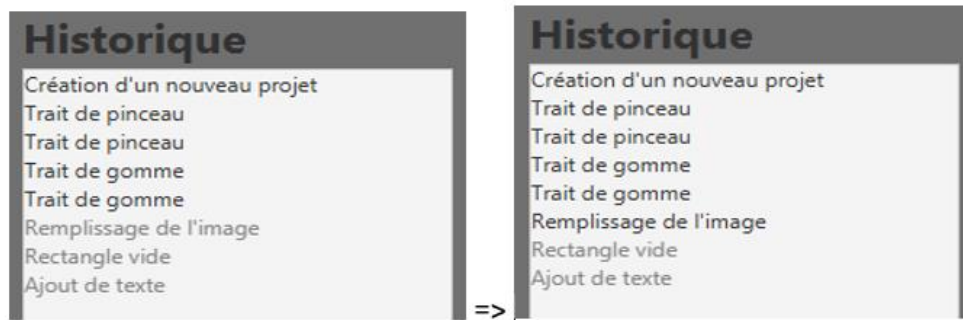 Historique
Création d'un nouveau projet
Trait de pinceau
Trait de pinceau
Trait de gomme
Trait de gomme
Remplissage de l'image
Rectangle vide
Ajout de texte
=>
Historique
Création d'un nouveau projet
Trait de pinceau
Trait de pinceau
Trait de gomme
Trait de gomme
Remplissage de l'image
Rectangle vide
Ajout de texte